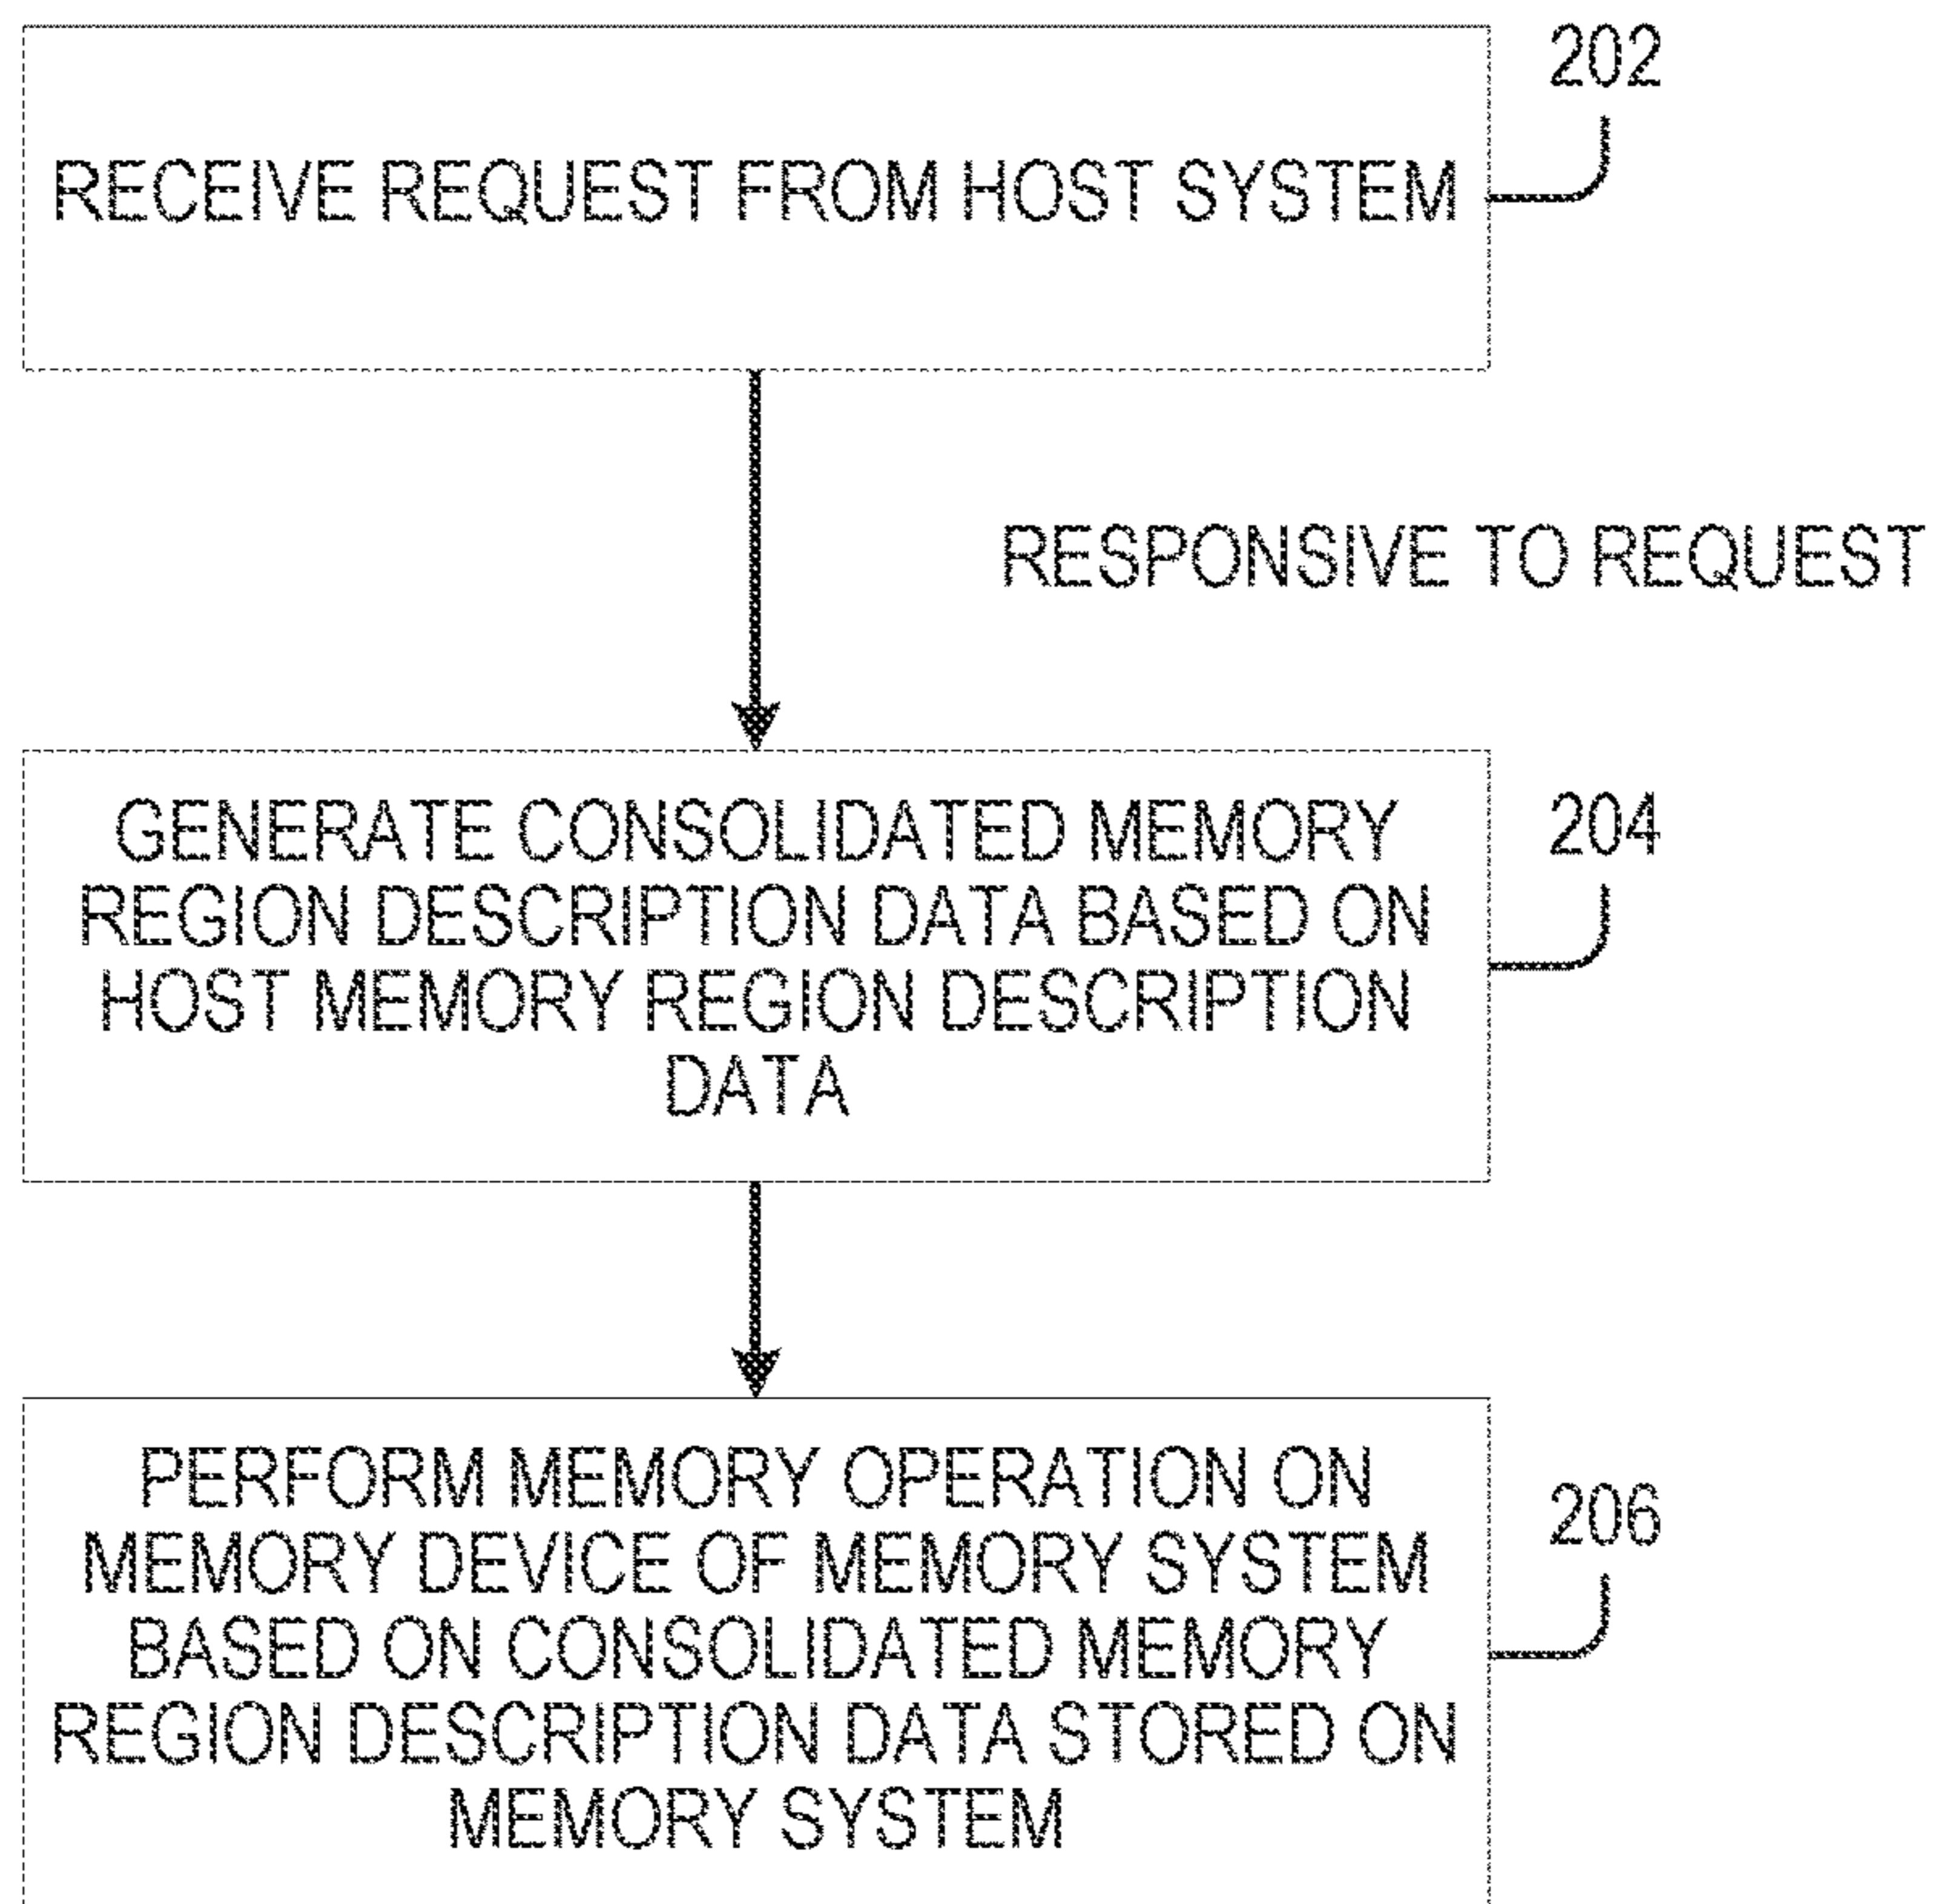 202
RECEIVE REQUEST FROM HOST SYSTEM
RESPONSIVE TO REQUEST
GENERATE CONSOLIDATED MEMORY
REGION DESCRIPTION DATA BASED ON
HOST MEMORY REGION DESCRIPTION
DATA
204
PERFORM MEMORY OPERATION ON
MEMORY DEVICE OF MEMORY SYSTEM
BASED ON CONSOLIDATED MEMORY
REGION DESCRIPTION DATA STORED ON
MEMORY SYSTEM
206